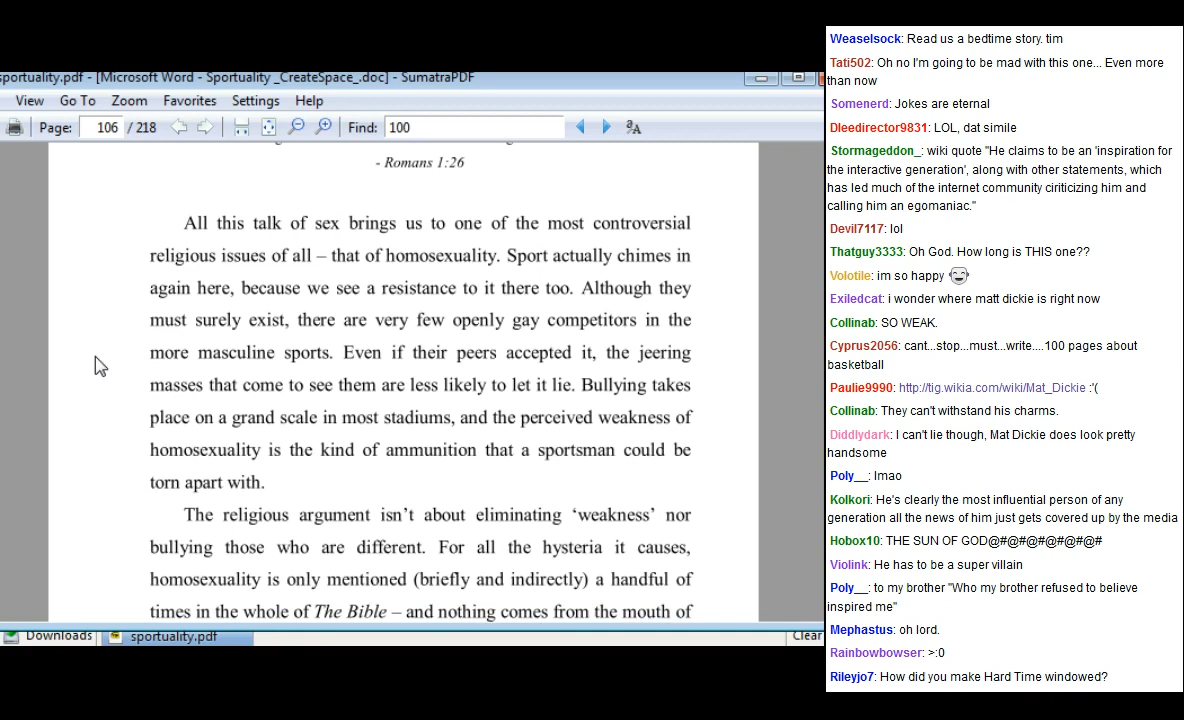 sportuality.pdf - [Microsoft Word - Sportuality _CreateSpace_.doc] - SumatraPDF
View Go To Zoom Favorites Settings Help
Page: 106 / 218 Find: 100
- Romans 1:26
All this talk of sex brings us to one of the most controversial
religious issues of all – that of homosexuality. Sport actually chimes in
again here, because we see a resistance to it there too. Although they
must surely exist, there are very few openly gay competitors in the
more masculine sports. Even if their peers accepted it, the jeering
masses that come to see them are less likely to let it lie. Bullying takes
place on a grand scale in most stadiums, and the perceived weakness of
homosexuality is the kind of ammunition that a sportsman could be
torn apart with.
The religious argument isn’t about eliminating ‘weakness’ nor
bullying those who are different. For all the hysteria it causes,
homosexuality is only mentioned (briefly and indirectly) a handful of
times in the whole of The Bible – and nothing comes from the mouth of
Downloads sportuality.pdf Clear
Weaselsock: Read us a bedtime story. tim
Tati502: Oh no I'm going to be mad with this one... Even more
than now
Somenerd: Jokes are eternal
Dleedirector9831: LOL, dat simile
Stormageddon_: wiki quote "He claims to be an 'inspiration for
the interactive generation', along with other statements, which
has led much of the internet community ciriticizing him and
calling him an egomaniac."
Devil7117: lol
Thatguy3333: Oh God. How long is THIS one??
Volotile: im so happy
Exiledcat: i wonder where matt dickie is right now
Collinab: SO WEAK.
Cyprus2056: cant...stop...must...write....100 pages about
basketball
Paulie9990: http://tig.wikia.com/wiki/Mat_Dickie :'(
Collinab: They can't withstand his charms.
Diddlydark: I can't lie though, Mat Dickie does look pretty
handsome
Poly__: lmao
Kolkori: He's clearly the most influential person of any
generation all the news of him just gets covered up by the media
Hobox10: THE SUN OF GOD@#@#@#@#@#@#
Violink: He has to be a super villain
Poly__: to my brother "Who my brother refused to believe
inspired me"
Mephastus: oh lord.
Rainbowbowser: >:0
Rileyjo7: How did you make Hard Time windowed?